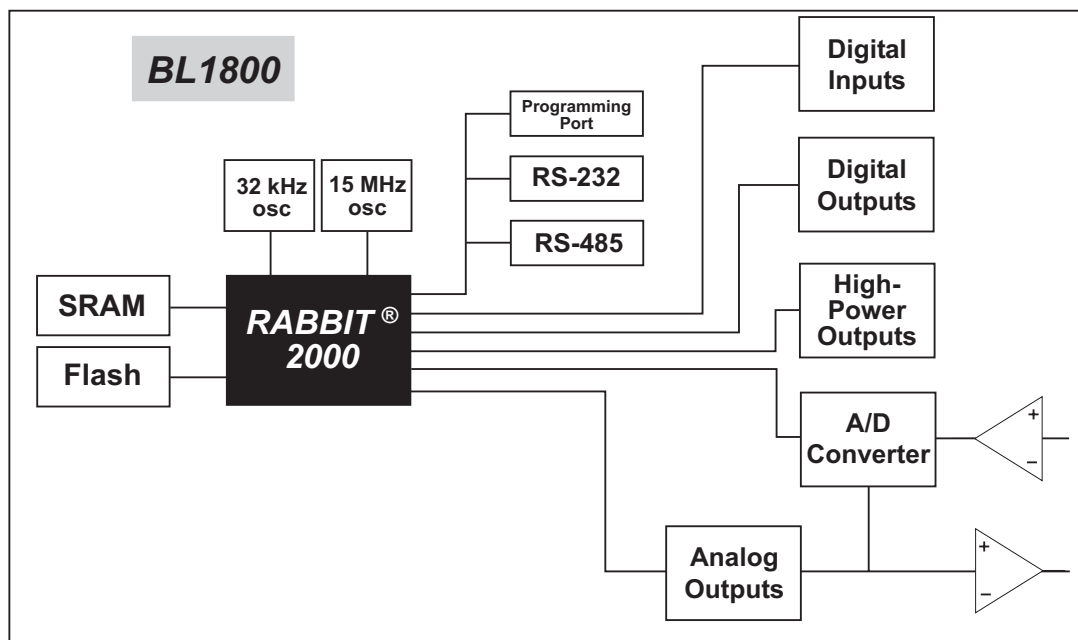 BL1800
Digital
Inputs
Programming
Port
32 kHz
osc
15 MHz
osc
RS-232
Digital
Outputs
RS-485
SRAM
RABBIT ®
2000
High-
Power
Outputs
Flash
A/D
Converter
+
–
Analog
Outputs
+
–